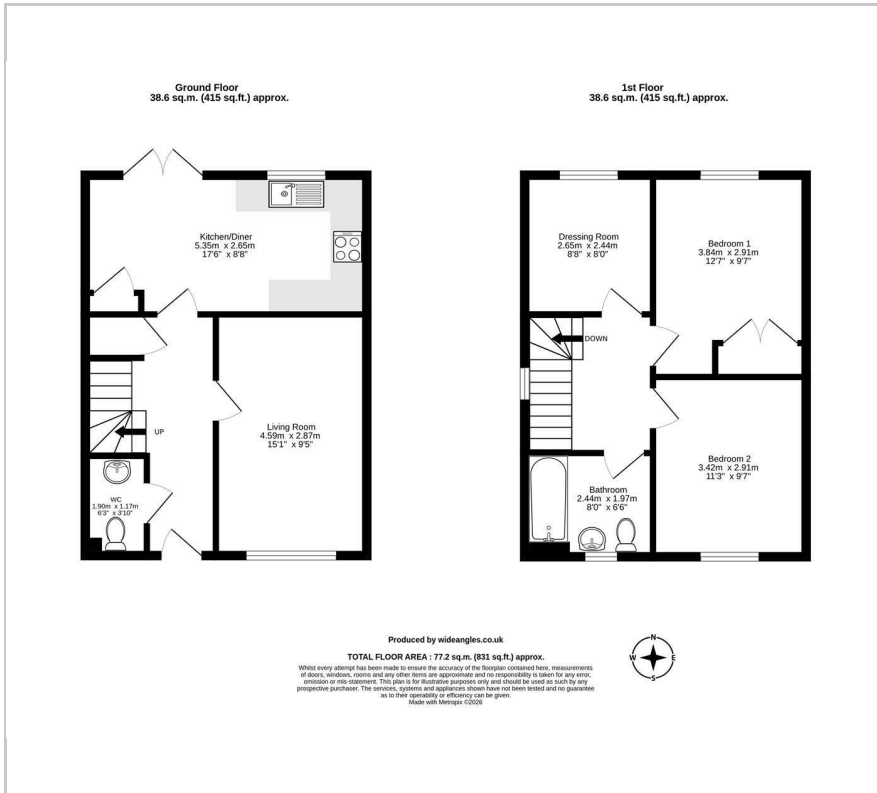 Ground Floor
38.6 sq.m. (415 sq.ft.) approx.
Kitchen/Diner
5.35m x 2.65m
17'6" x 8'8"
UP
Living Room
4.59m x 2.87m
15'1" x 9'5"
WC
1.90m x 1.17m
6'3" x 3'10"
1st Floor
38.6 sq.m. (415 sq.ft.) approx.
Dressing Room
2.65m x 2.44m
8'8" x 8'0"
Bedroom 1
3.84m x 2.91m
12'7" x 9'7"
DOWN
Bedroom 2
3.42m x 2.91m
11'3" x 9'7"
Bathroom
2.44m x 1.97m
8'0" x 6'6"
Produced by wideangles.co.uk
TOTAL FLOOR AREA : 77.2 sq.m. (831 sq.ft.) approx.
Whilst every attempt has been made to ensure the accuracy of the floorplan contained here, measurements
of doors, windows, rooms and any other items are approximate and no responsibility is taken for any error,
omission or mis-statement. This plan is for illustrative purposes only and should be used as such by any
prospective purchaser. The services, systems and appliances shown have not been tested and no guarantee
as to their operability or efficiency can be given.
Made with Metropix ©2026
N
W
E
S